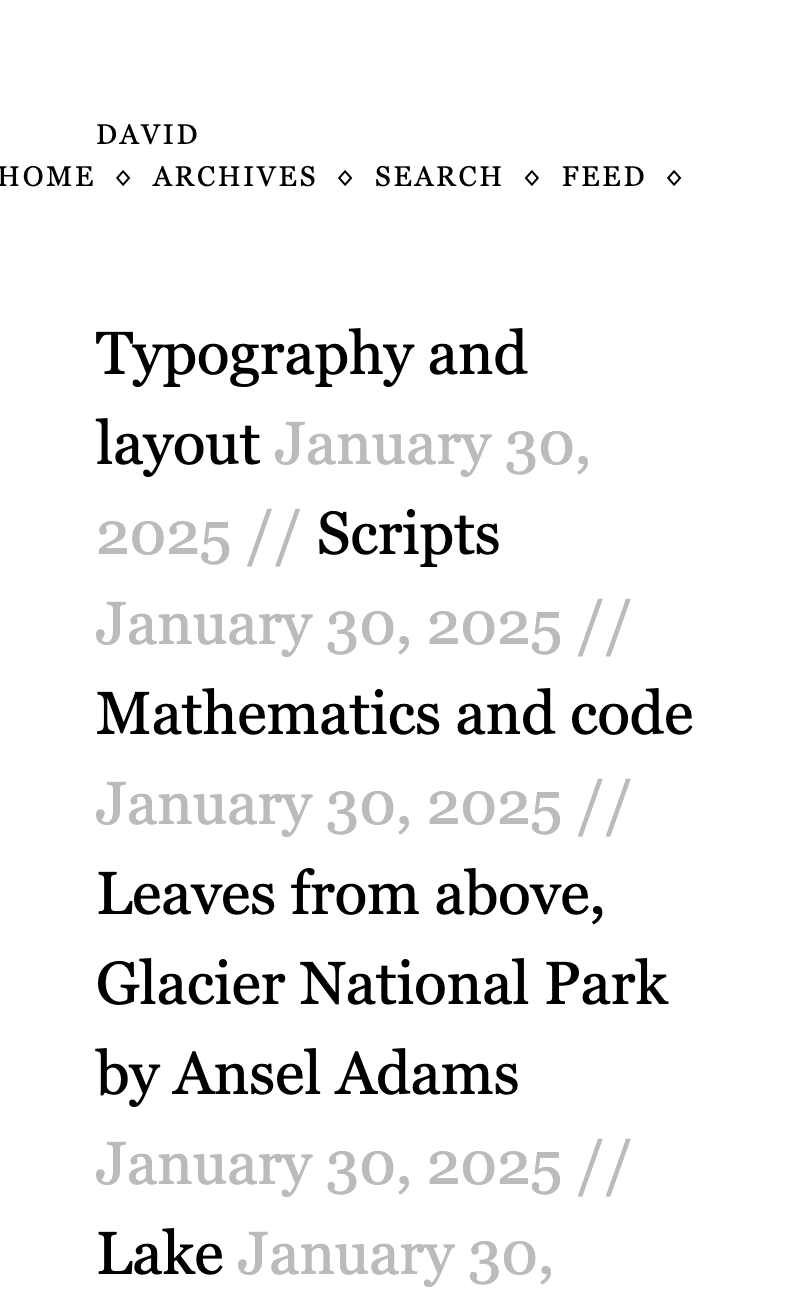 DAVID
HOME ◇ ARCHIVES ◇ SEARCH ◇ FEED ◇
Typography and
layout January 30,
2025 // Scripts
January 30, 2025 //
Mathematics and code
January 30, 2025 //
Leaves from above,
Glacier National Park
by Ansel Adams
January 30, 2025 //
Lake January 30,